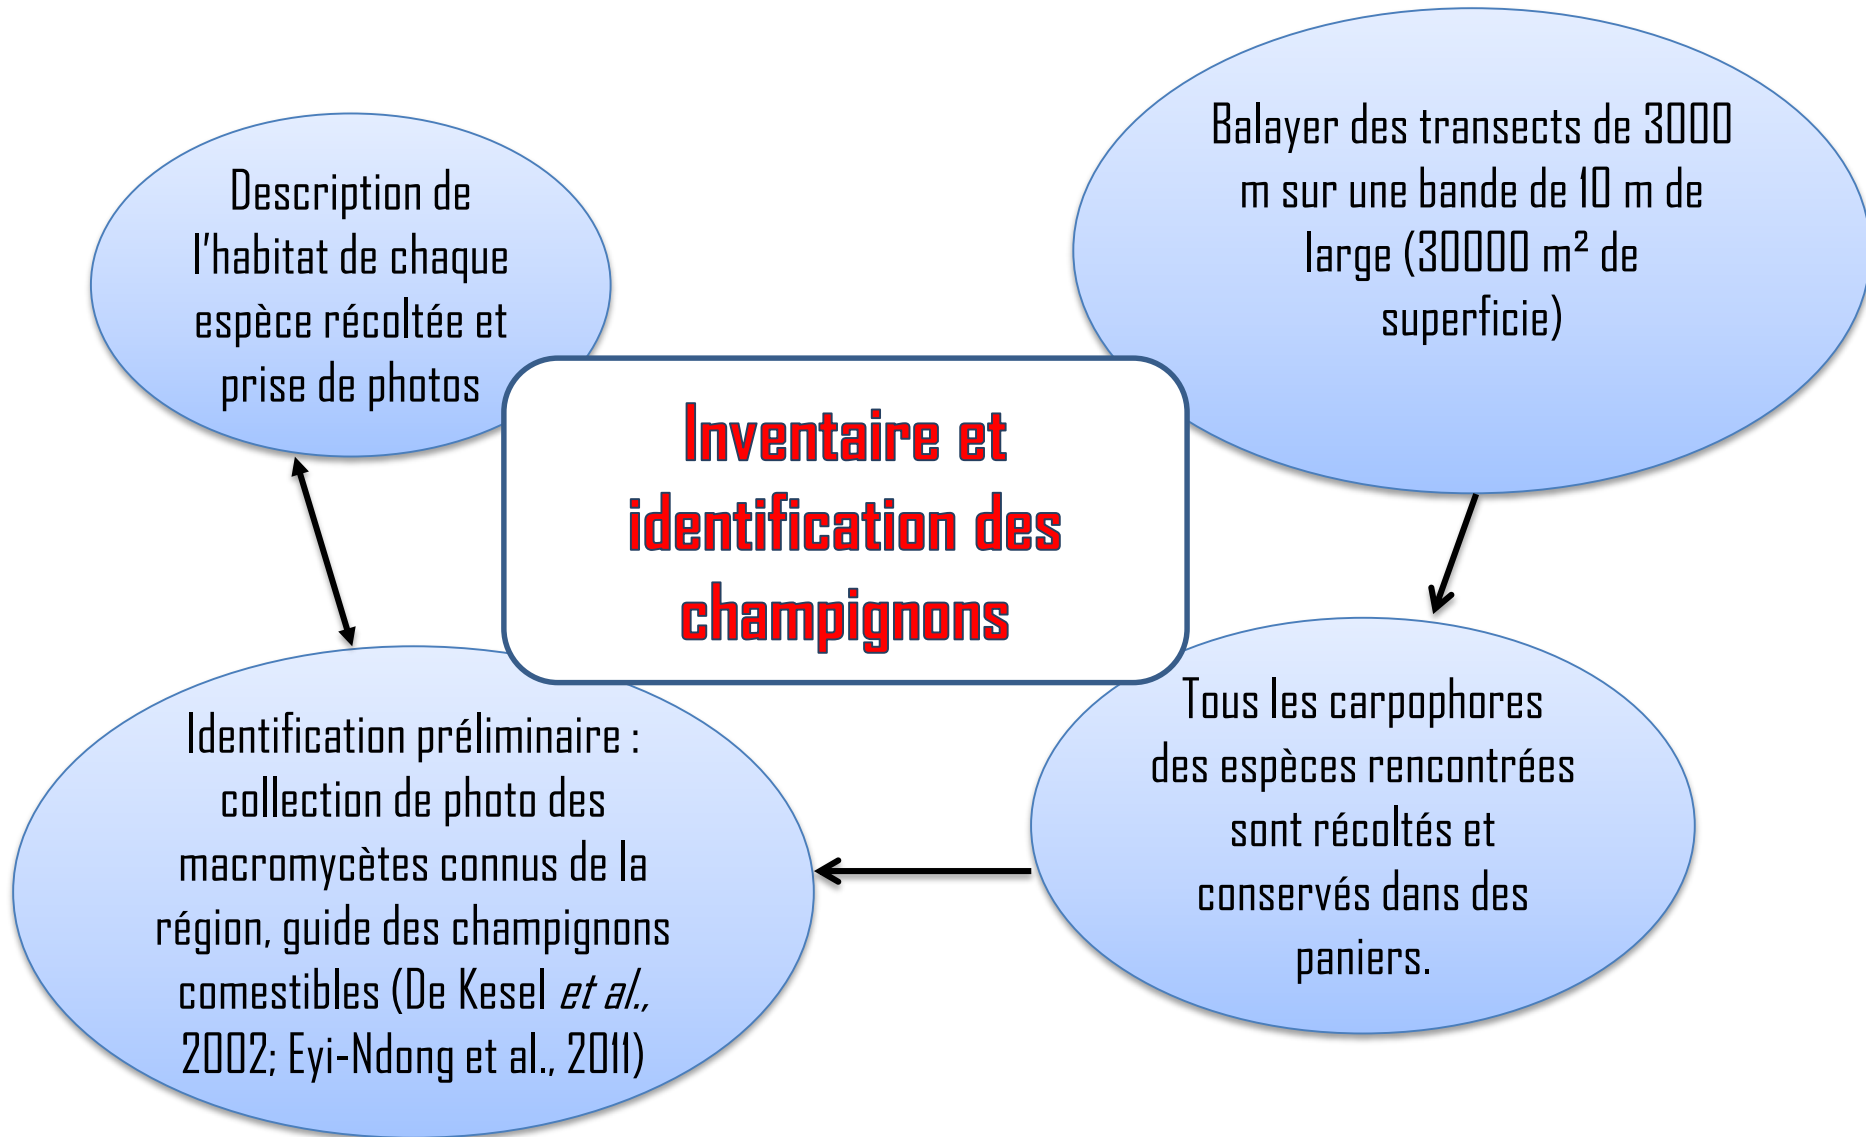 Description de
l'habitat de chaque
espèce récoltée et
prise de photos
Balayer des transects de 3000
m sur une bande de 10 m de
large (30000 m² de
superficie)
Inventaire et
identification des
champignons
Identification préliminaire :
collection de photo des
macromycètes connus de la
région, guide des champignons
comestibles (De Kesel et al.,
2002; Eyi-Ndong et al., 2011)
Tous les carpophores
des espèces rencontrées
sont récoltés et
conservés dans des
paniers.